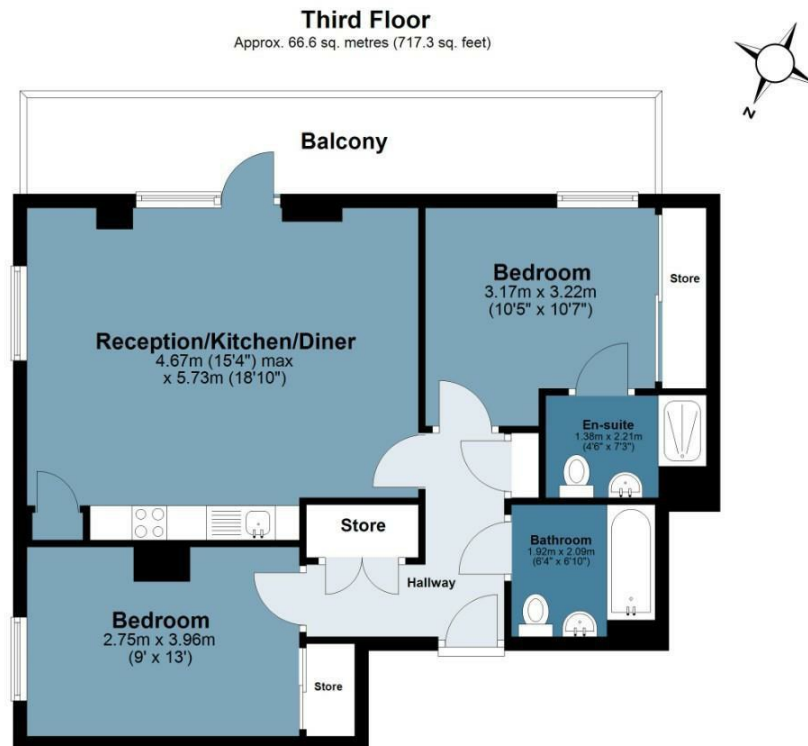 Third Floor
Approx. 66.6 sq. metres (717.3 sq. feet)
N
Balcony
Bedroom
3.17m x 3.22m
(10'5" x 10'7")
Store
Reception/Kitchen/Diner
4.67m (15'4") max
x 5.73m (18'10")
En-suite
1.38m x 2.21m
(4'6" x 7'3")
Store
Bathroom
1.92m x 2.09m
(6'4" x 6'10")
Hallway
Bedroom
2.75m x 3.96m
(9' x 13')
Store